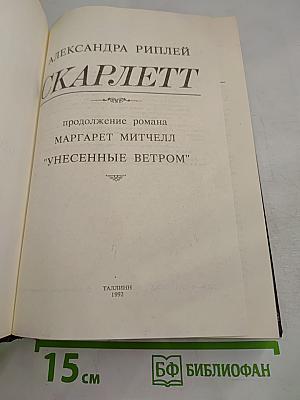 АЛЕКСАНДРА РИПЛЕЙ
СКАРЛЕТТ
продолжение романа
МАРГАРЕТ МИТЧЕЛЛ
"УНЕСЕННЫЕ ВЕТРОМ"
ТАЛЛИНН
1992
15 см
БФ БИБЛИОФАН